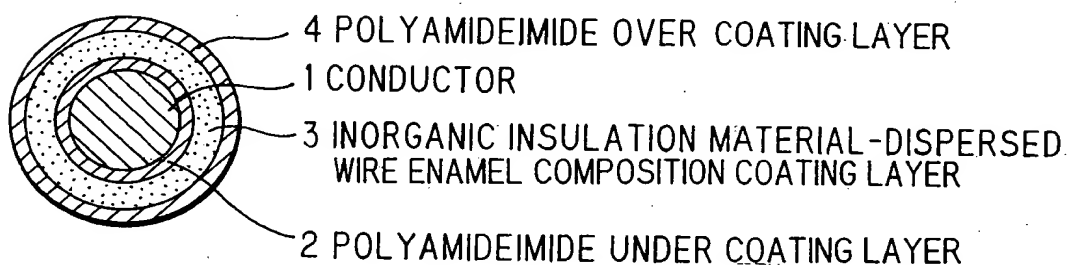 4 POLYAMIDEIMIDE OVER COATING LAYER
1 CONDUCTOR
3 INORGANIC INSULATION MATERIAL-DISPERSED
WIRE ENAMEL COMPOSITION COATING LAYER
2 POLYAMIDEIMIDE UNDER COATING LAYER